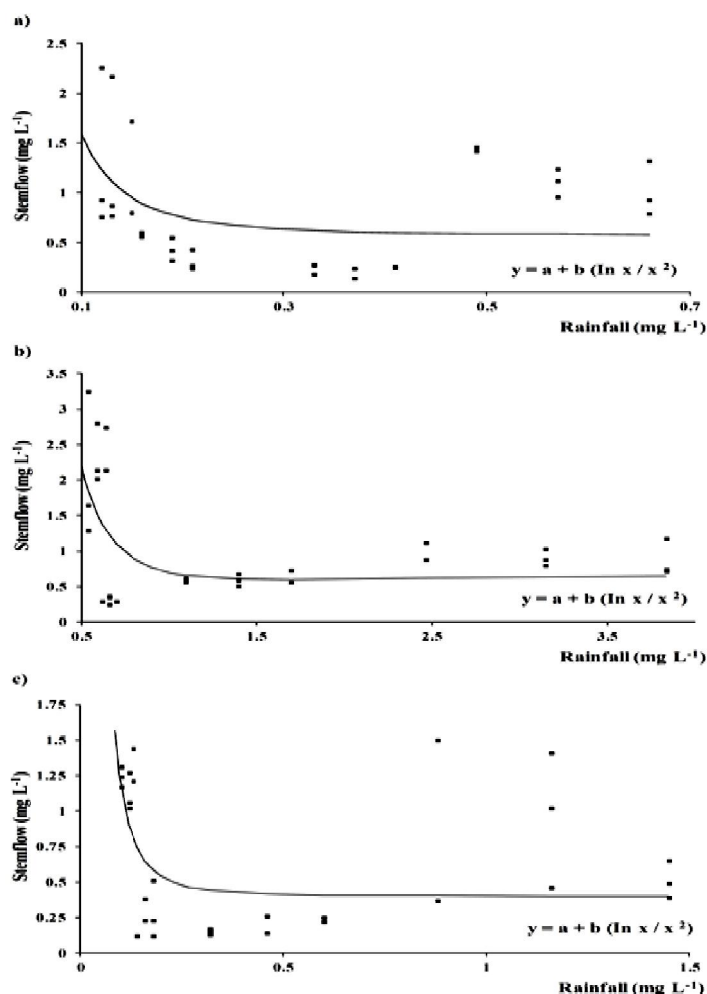 a)
2.5
2
1.5
1
0.5
0
Stemflow (mg L-1)
y = a + b (In x / x 2)
0.1
0.3
0.5
0.7
Rainfall (mg L-1)
b)
3.5
3
2.5
2
1.5
1
0.5
0
Stemflow (mg L-1)
y = a + b (In x / x 2)
0.5
1.5
2.5
3.5
Rainfall (mg L-1)
c)
1.75
1.5
1.25
1
0.75
0.5
0.25
0
Stemflow (mg L-1)
y = a + b (In x / x 2)
0
0.5
1
1.5
Rainfall (mg L-1)